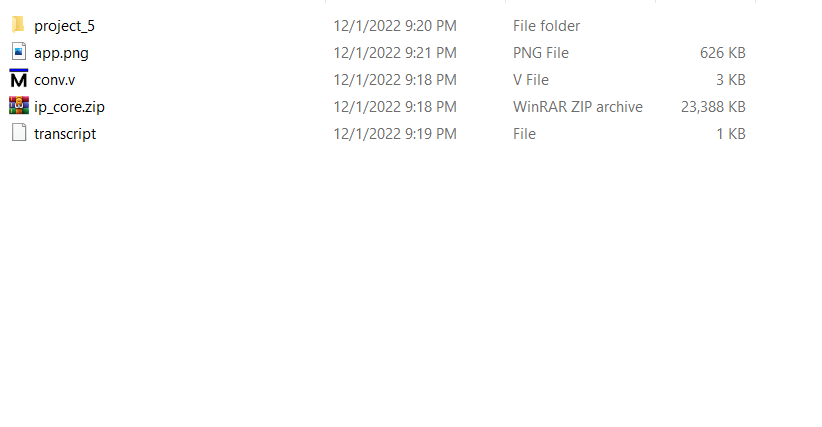 project_5 12/1/2022 9:20 PM File folder
app.png 12/1/2022 9:21 PM PNG File 626 KB
conv.v 12/1/2022 9:18 PM V File 3 KB
ip_core.zip 12/1/2022 9:18 PM WinRAR ZIP archive 23,388 KB
transcript 12/1/2022 9:19 PM File 1 KB